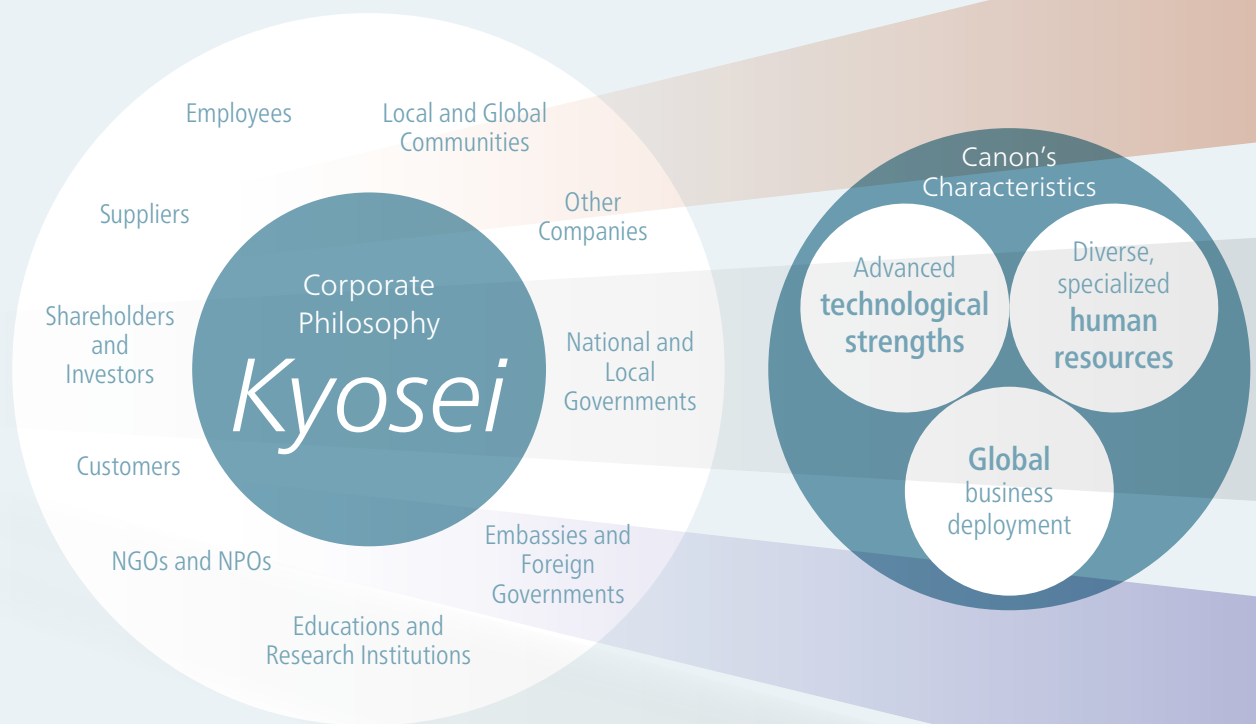 Employees
Local and Global
Communities
Suppliers
Other
Companies
Shareholders
and
Investors
Corporate
Philosophy
Kyosei
National and
Local
Governments
Customers
NGOs and NPOs
Embassies and
Foreign
Governments
Educations and
Research Institutions
Canon’s
Characteristics
Advanced
technological
strengths
Diverse,
specialized
human
resources
Global
business
deployment